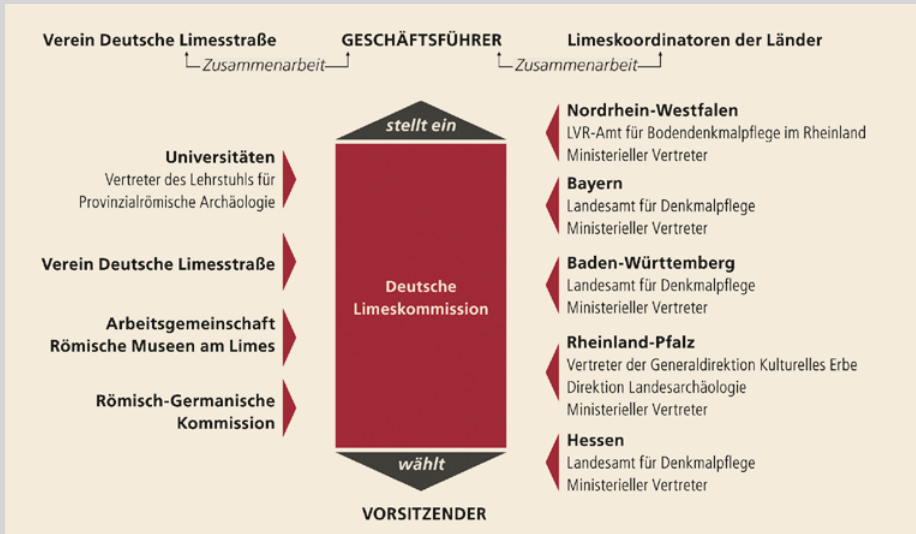 Verein Deutsche Limesstraße
GESCHÄFTSFÜHRER
Limeskoordinatoren der Länder
Zusammenarbeit
Zusammenarbeit
stellt ein
Universitäten
Vertreter des Lehrstuhls für
Provinzialrömische Archäologie
Verein Deutsche Limesstraße
Arbeitsgemeinschaft
Römische Museen am Limes
Römisch-Germanische
Kommission
Deutsche
Limeskommission
Nordrhein-Westfalen
LVR-Amt für Bodendenkmalpflege im Rheinland
Ministerieller Vertreter
Bayern
Landesamt für Denkmalpflege
Ministerieller Vertreter
Baden-Württemberg
Landesamt für Denkmalpflege
Ministerieller Vertreter
Rheinland-Pfalz
Vertreter der Generaldirektion Kulturelles Erbe
Direktion Landesarchäologie
Ministerieller Vertreter
Hessen
Landesamt für Denkmalpflege
Ministerieller Vertreter
wählt
VORSITZENDER